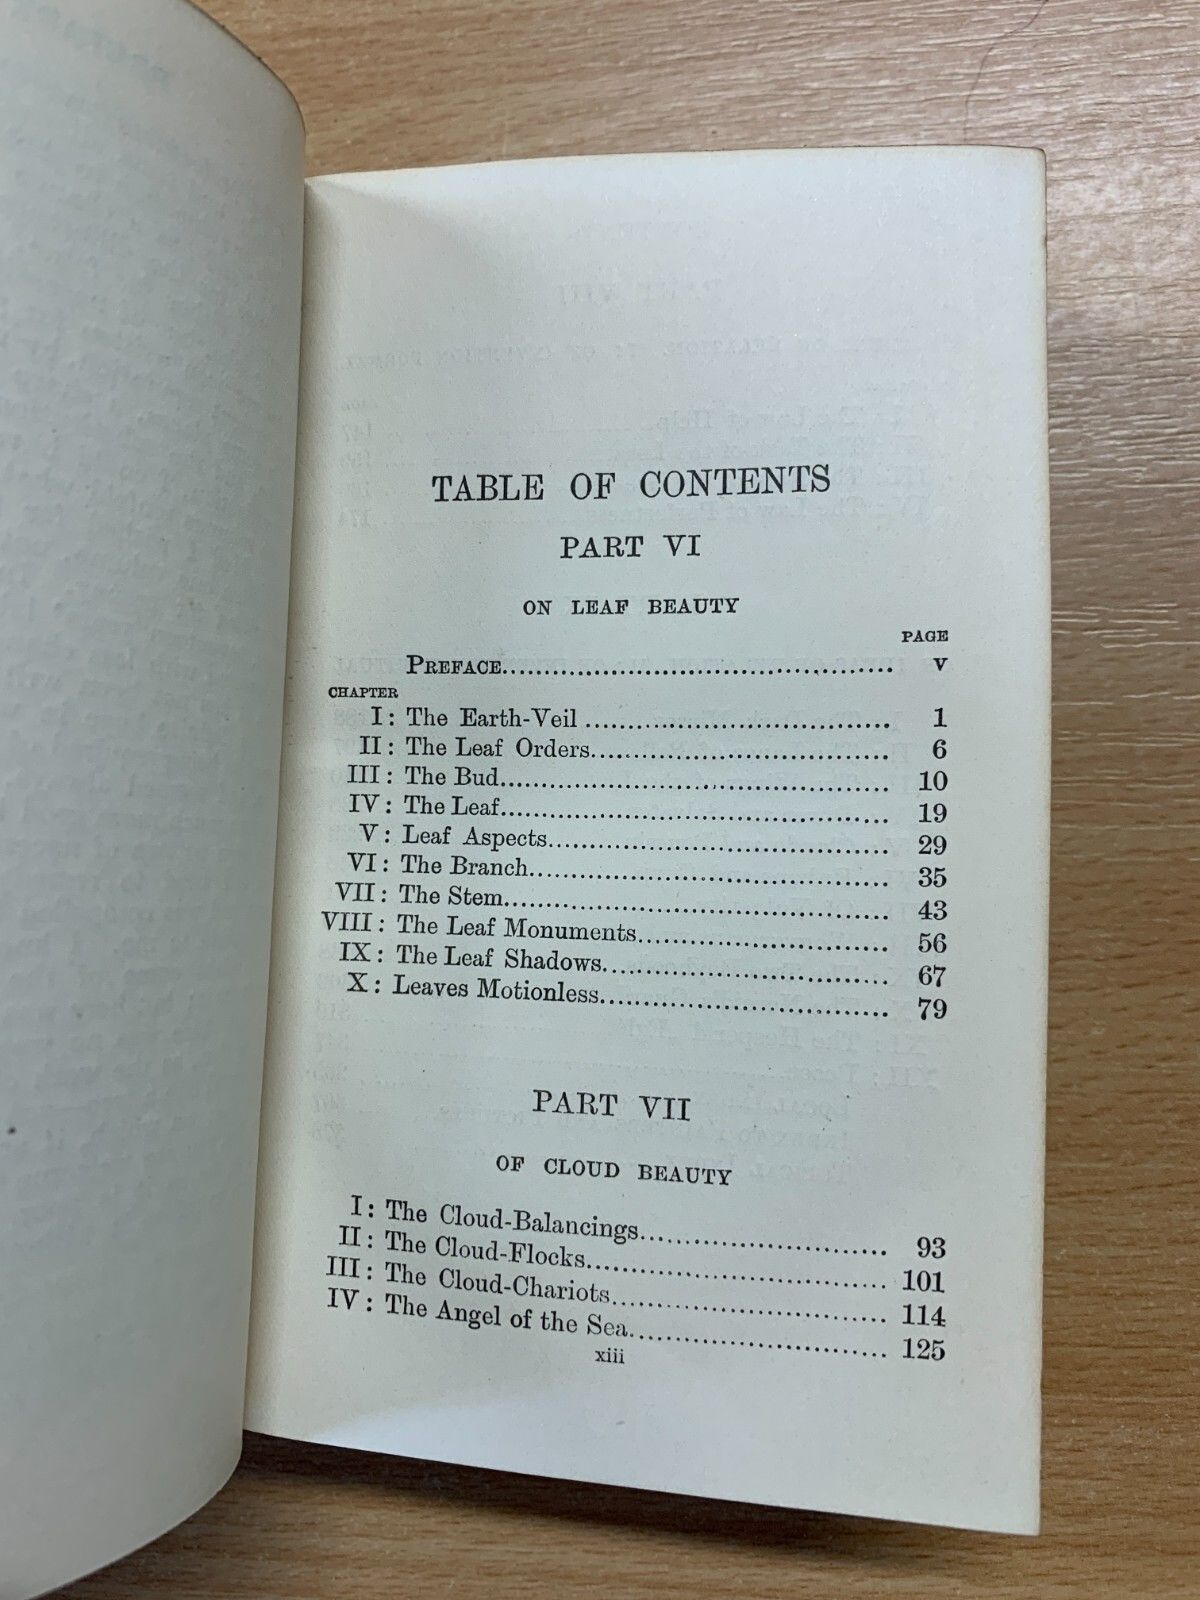 TABLE OF CONTENTS
PART VI
ON LEAF BEAUTY
PAGE
PREFACE........................................ v
CHAPTER
I: The Earth-Veil ................................ 1
II: The Leaf Orders............................... 6
III: The Bud........................................ 10
IV: The Leaf........................................ 19
V: Leaf Aspects................................... 29
VI: The Branch..................................... 35
VII: The Stem....................................... 43
VIII: The Leaf Monuments......................... 56
IX: The Leaf Shadows............................. 67
X: Leaves Motionless.............................. 79
PART VII
OF CLOUD BEAUTY
I: The Cloud-Balancings.......................... 93
II: The Cloud-Flocks............................... 101
III: The Cloud-Chariots............................ 114
IV: The Angel of the Sea.......................... 125
xiii